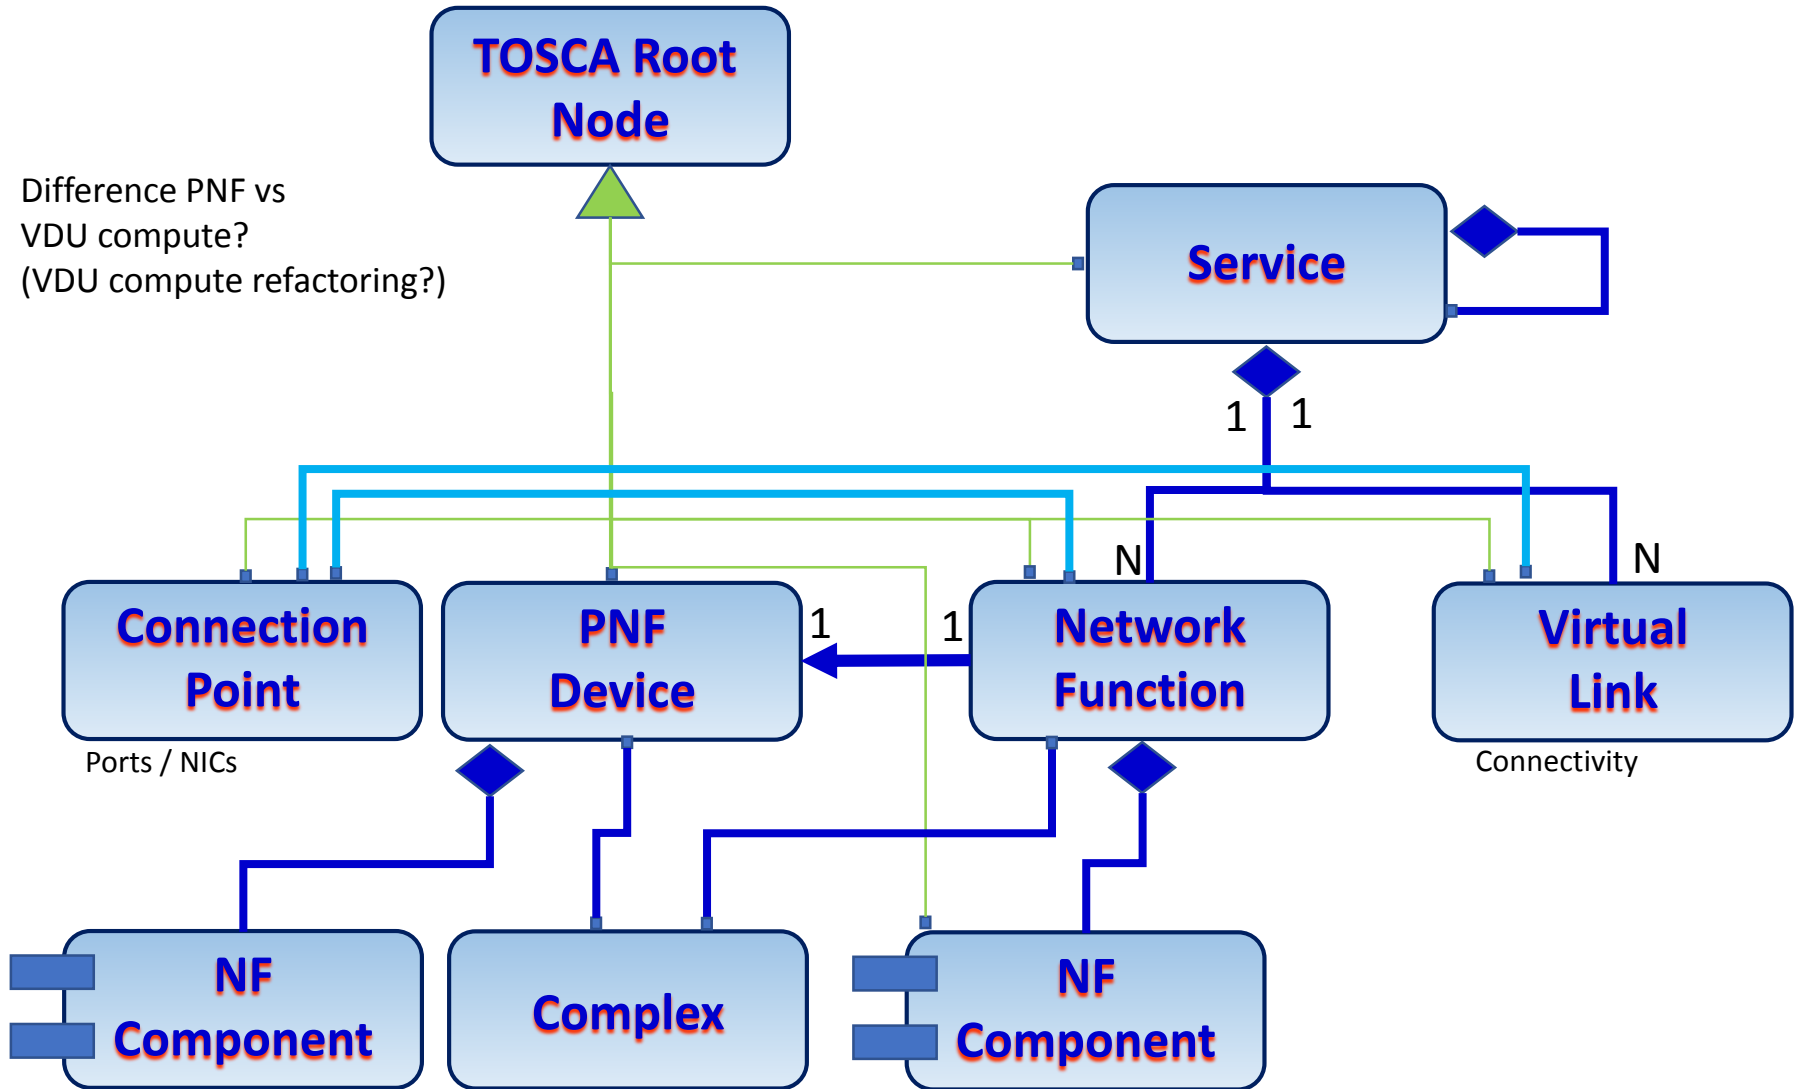 TOSCA Root
Node
Difference PNF vs
VDU compute?
(VDU compute refactoring?)
Service
1 1
N
N
Connection
Point
PNF
Device
1
1
Network
Function
Virtual
Link
Ports / NICs
Connectivity
NF
Component
Complex
NF
Component